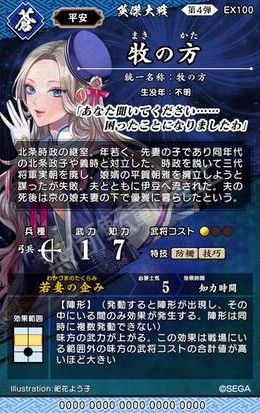 蒼 平安 英傑大戦 第4弾 EX100
まき かた
牧の方
統一名称：牧の方
生没年：不明
「あなた聞いてください……
困ったことになりましたわ」
北条時政の継室。年若く、先妻の子であり同年代
の北条政子や義時と対立した。時政を説いて三代
将軍実朝を廃し、娘婿の平賀朝雅を擁立しようと
謀ったが失敗。夫とともに伊豆へ流された。夫の
死後は京の娘夫妻の下で優雅に暮らしたという。
兵種 武力 知力 武将コスト
弓兵 1 7 特技 防柵 技巧
わかづまのたくらみ 必要士気 効果時間
若妻の企み 5 知力時間
効果範囲
【陣形】（発動すると陣形が出現し、その
中にいる間のみ効果が発生する。陣形は同
時に複数発動できない）
味方の武力が上がる。この効果は戦場にい
る範囲外の味方の武将コストの合計値が高
いほど大きい
Illustration:紀花よう子 ©SEGA
0000-0000-0000-0000-0000